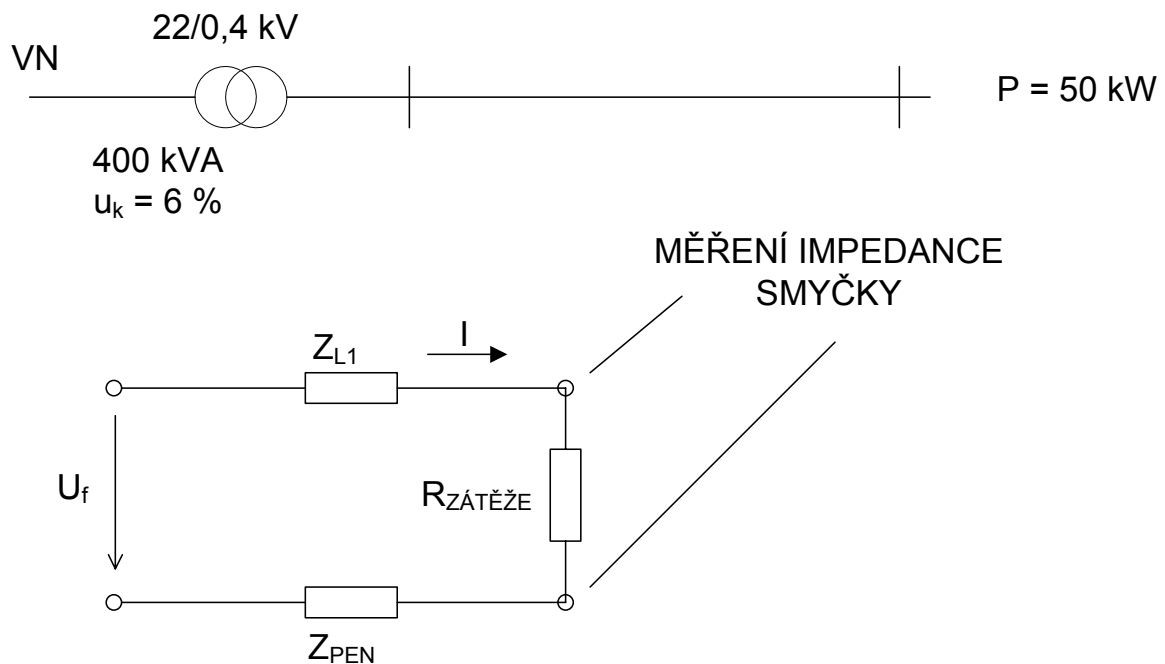 22/0,4 kV
VN
P = 50 kW
400 kVA
uk = 6 %
MĚŘENÍ IMPEDANCE
SMYČKY
I
ZL1
Uf
RZÁTĚŽE
ZPEN